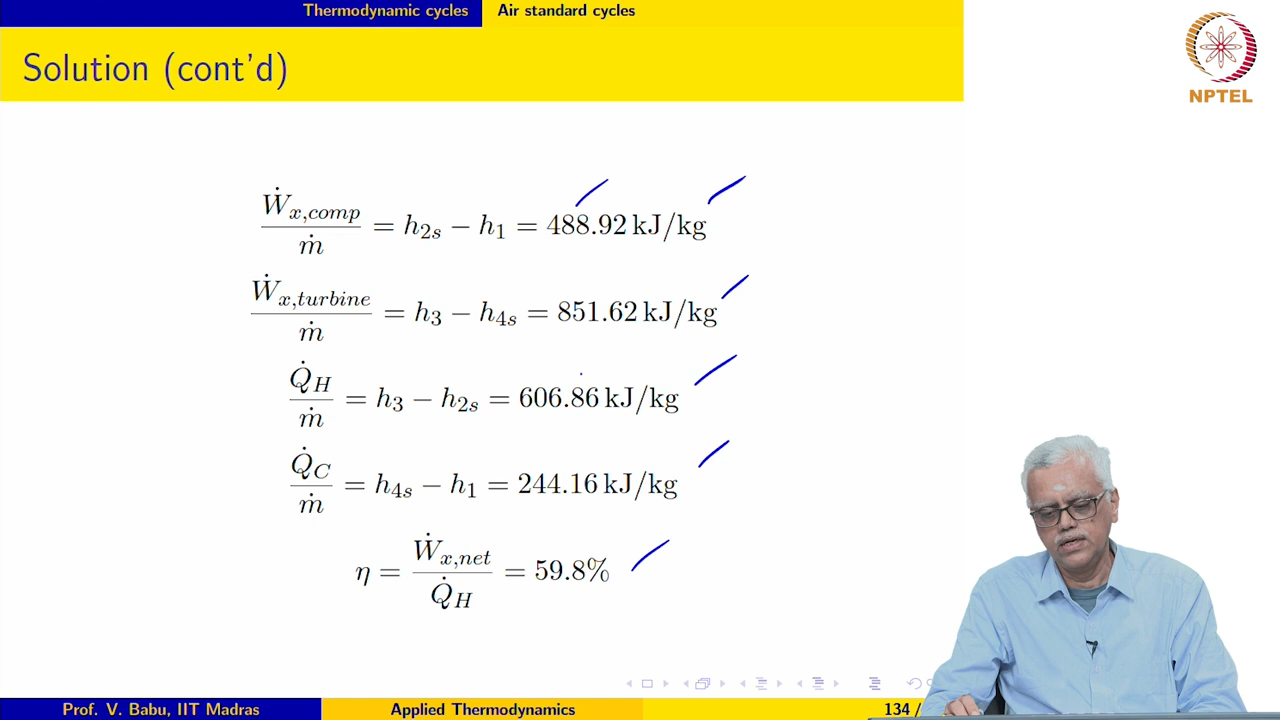 Thermodynamic cycles Air standard cycles
Solution (cont'd)
NPTEL
Ẇx,comp / ṁ = h2s − h1 = 488.92 kJ/kg
Ẇx,turbine / ṁ = h3 − h4s = 851.62 kJ/kg
Q̇H / ṁ = h3 − h2s = 606.86 kJ/kg
Q̇C / ṁ = h4s − h1 = 244.16 kJ/kg
η = Ẇx,net / Q̇H = 59.8%
Prof. V. Babu, IIT Madras Applied Thermodynamics 134 /